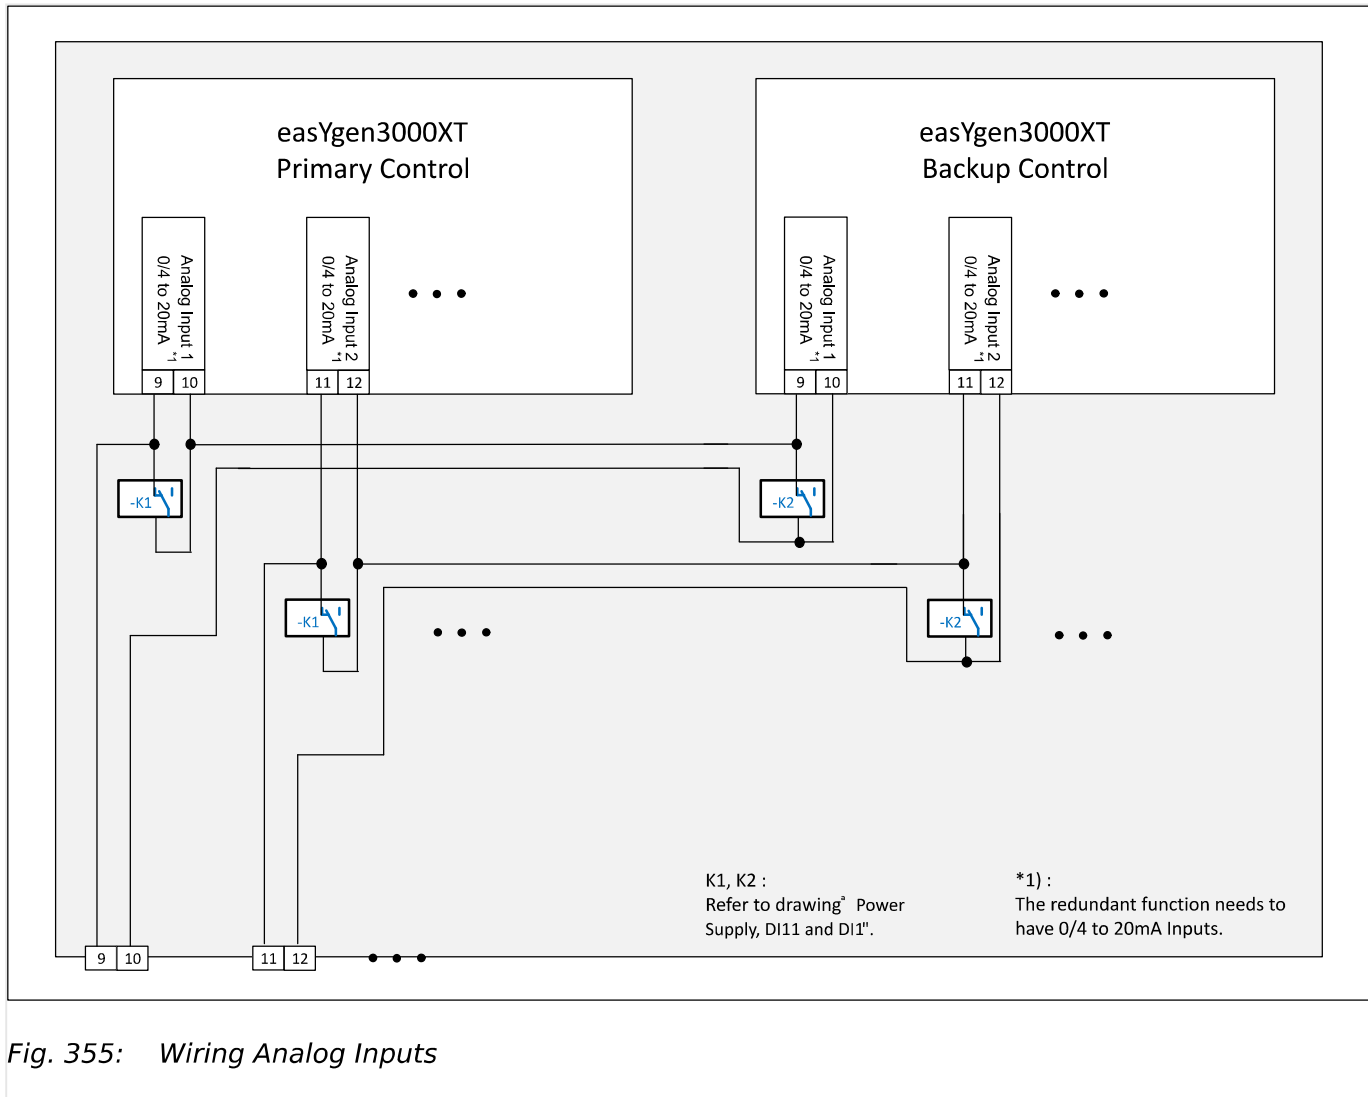 easYgen3000XT
Primary Control
easYgen3000XT
Backup Control
Analog Input 1
0/4 to 20mA *1
Analog Input 2
0/4 to 20mA *1
Analog Input 1
0/4 to 20mA *1
Analog Input 2
0/4 to 20mA *1
9 10
11 12
9 10
11 12
-K1
-K2
-K1
-K2
K1, K2 :
Refer to drawing" Power
Supply, DI11 and DI1".
*1) :
The redundant function needs to
have 0/4 to 20mA Inputs.
9 10
11 12
Fig. 355: Wiring Analog Inputs